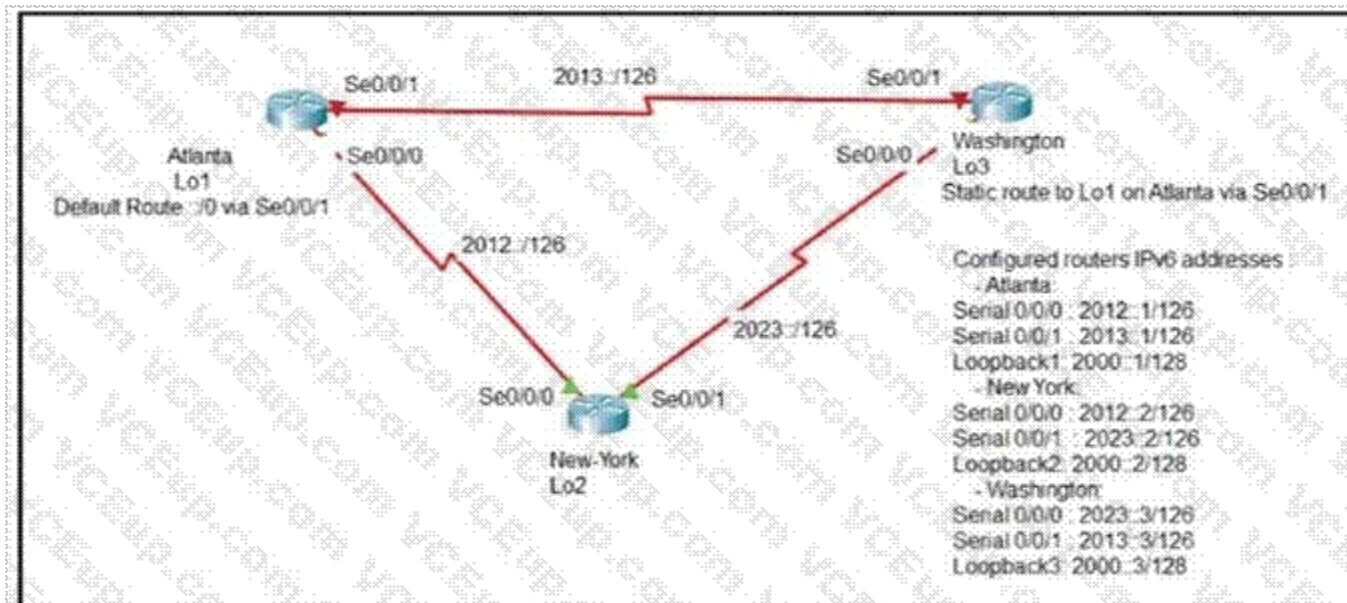 Se0/0/1
2013::/126
Se0/0/1
Atlanta
Lo1
Default Route ::/0 via Se0/0/1
Se0/0/0
Se0/0/0
Washington
Lo3
Static route to Lo1 on Atlanta via Se0/0/1
2012::/126
2023::/126
Se0/0/0
Se0/0/1
New-York
Lo2
Configured routers IPv6 addresses :
- Atlanta
Serial 0/0/0 : 2012::1/126
Serial 0/0/1 : 2013::1/126
Loopback1: 2000::1/128
- New York:
Serial 0/0/0 : 2012::2/126
Serial 0/0/1 : 2023::2/126
Loopback2: 2000::2/128
- Washington:
Serial 0/0/0 : 2023::3/126
Serial 0/0/1 : 2013::3/126
Loopback3: 2000::3/128
VCEup.com